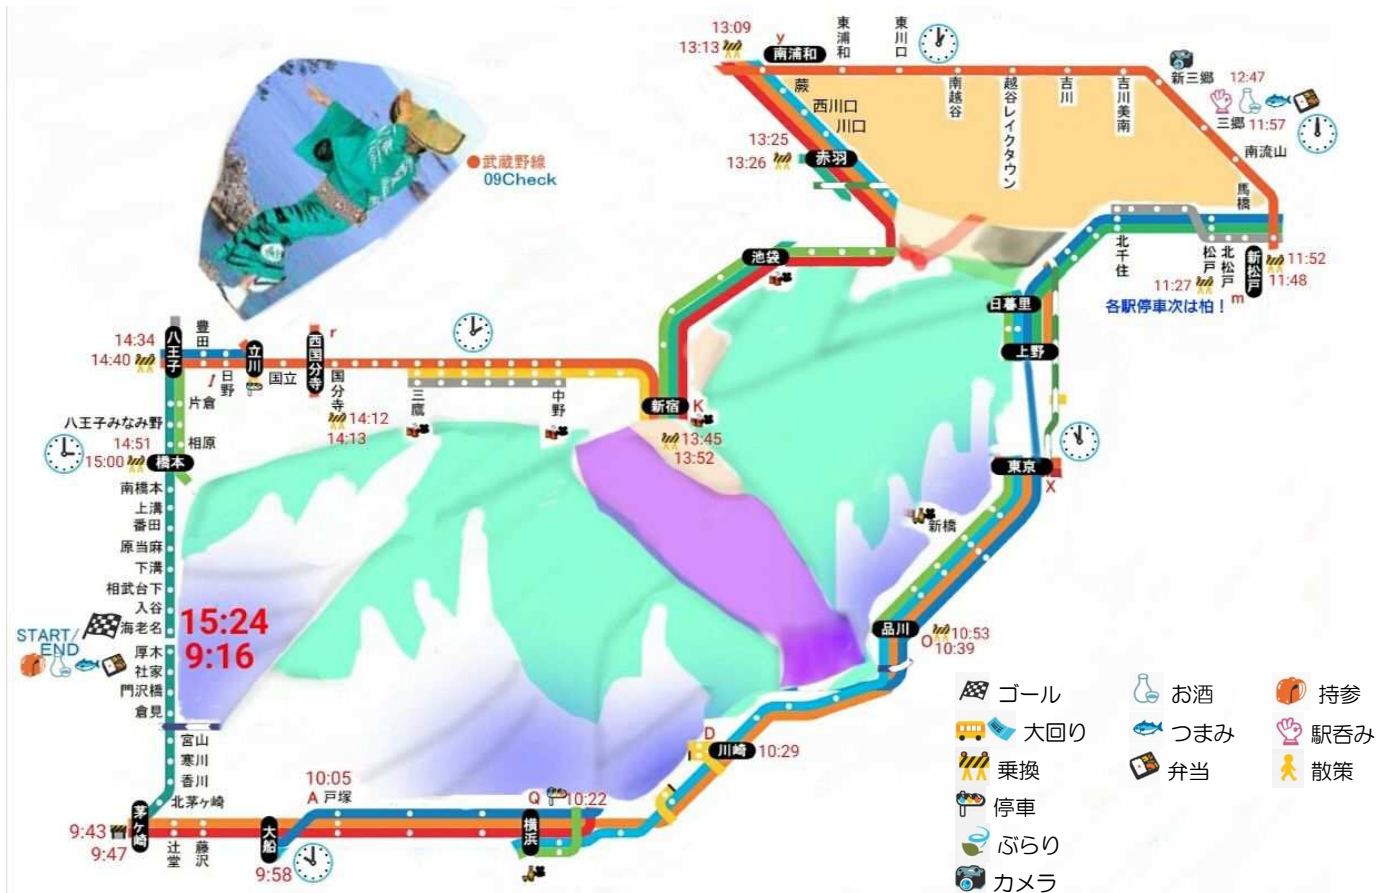 13:09
13:13
y
南浦和
東浦和
東川口
南越谷
越谷レイクタウン
吉川
吉川美南
新三郷
12:47
三郷 11:57
南流山
馬橋
蕨
西川口
川口
13:25
13:26
赤羽
武蔵野線
09Check
池袋
北千住
松戸
北松戸
新松戸
11:52
11:48
11:27
m
各駅停車次は柏！
日暮里
上野
14:34
14:40
八王子
豊田
日野
l
立川
国立
西国分寺
r
国分寺
14:12
14:13
三鷹
中野
新宿
K
13:45
13:52
片倉
八王子みなみ野
相原
14:51
15:00
橋本
東京
X
南橋本
上溝
番田
原当麻
下溝
相武台下
入谷
海老名
15:24
9:16
START/
END
厚木
社家
門沢橋
倉見
宮山
寒川
香川
北茅ヶ崎
茅ヶ崎
9:43
9:47
辻堂
藤沢
大船
9:58
10:05
A 戸塚
Q
10:22
横浜
D
川崎
10:29
品川
O
10:53
10:39
新橋
ゴール
大回り
乗換
停車
ぶらり
カメラ
お酒
つまみ
弁当
持参
駅呑み
散策